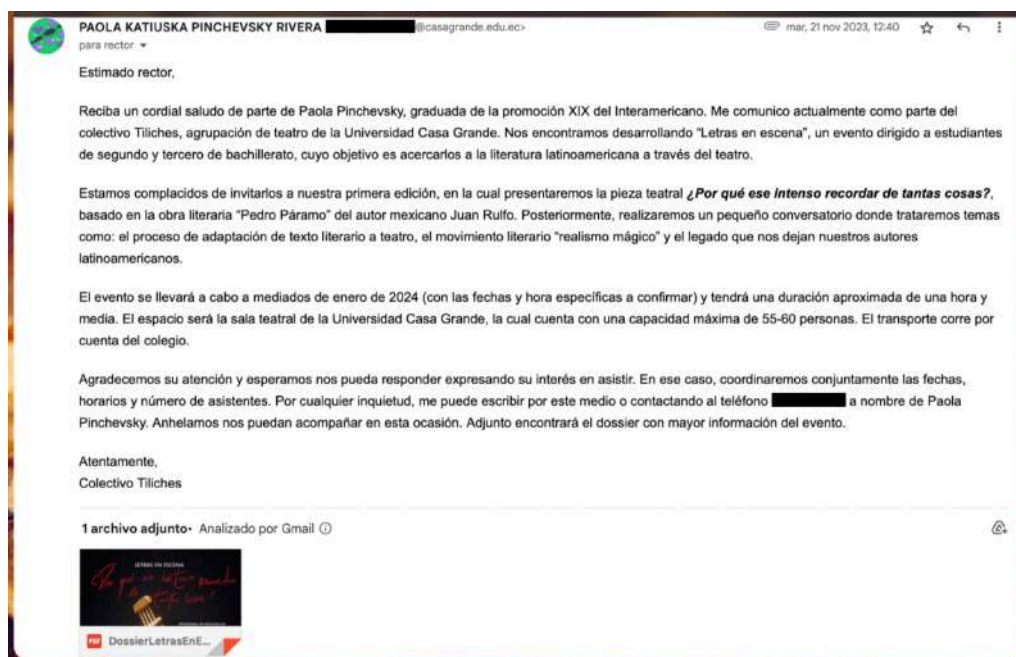 PAOLA KATIUSKA PINCHEVSKY RIVERA @casagrande.edu.ec> mar, 21 nov 2023, 12:40
para rector
Estimado rector,
Reciba un cordial saludo de parte de Paola Pinchevsky, graduada de la promoción XIX del Interamericano. Me comunico actualmente como parte del
colectivo Tiliches, agrupación de teatro de la Universidad Casa Grande. Nos encontramos desarrollando “Letras en escena”, un evento dirigido a estudiantes
de segundo y tercero de bachillerato, cuyo objetivo es acercarlos a la literatura latinoamericana a través del teatro.
Estamos complacidos de invitarlos a nuestra primera edición, en la cual presentaremos la pieza teatral ¿Por qué ese intenso recordar de tantas cosas?,
basado en la obra literaria “Pedro Páramo” del autor mexicano Juan Rulfo. Posteriormente, realizaremos un pequeño conversatorio donde trataremos temas
como: el proceso de adaptación de texto literario a teatro, el movimiento literario “realismo mágico” y el legado que nos dejan nuestros autores
latinoamericanos.
El evento se llevará a cabo a mediados de enero de 2024 (con las fechas y hora específicas a confirmar) y tendrá una duración aproximada de una hora y
media. El espacio será la sala teatral de la Universidad Casa Grande, la cual cuenta con una capacidad máxima de 55-60 personas. El transporte corre por
cuenta del colegio.
Agradecemos su atención y esperamos nos pueda responder expresando su interés en asistir. En ese caso, coordinaremos conjuntamente las fechas,
horarios y número de asistentes. Por cualquier inquietud, me puede escribir por este medio o contactando al teléfono a nombre de Paola
Pinchevsky. Anhelamos nos puedan acompañar en esta ocasión. Adjunto encontrará el dossier con mayor información del evento.
Atentamente,
Colectivo Tiliches
1 archivo adjunto• Analizado por Gmail
LETRAS EN ESCENA
PDF DossierLetrasEnE...